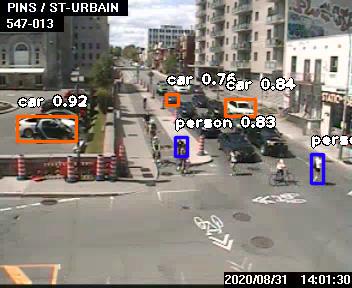 PINS / ST-URBAIN
547-013
car 0.76
car 0.84
car 0.92
person 0.83
pers
2020/08/31 14:01:30